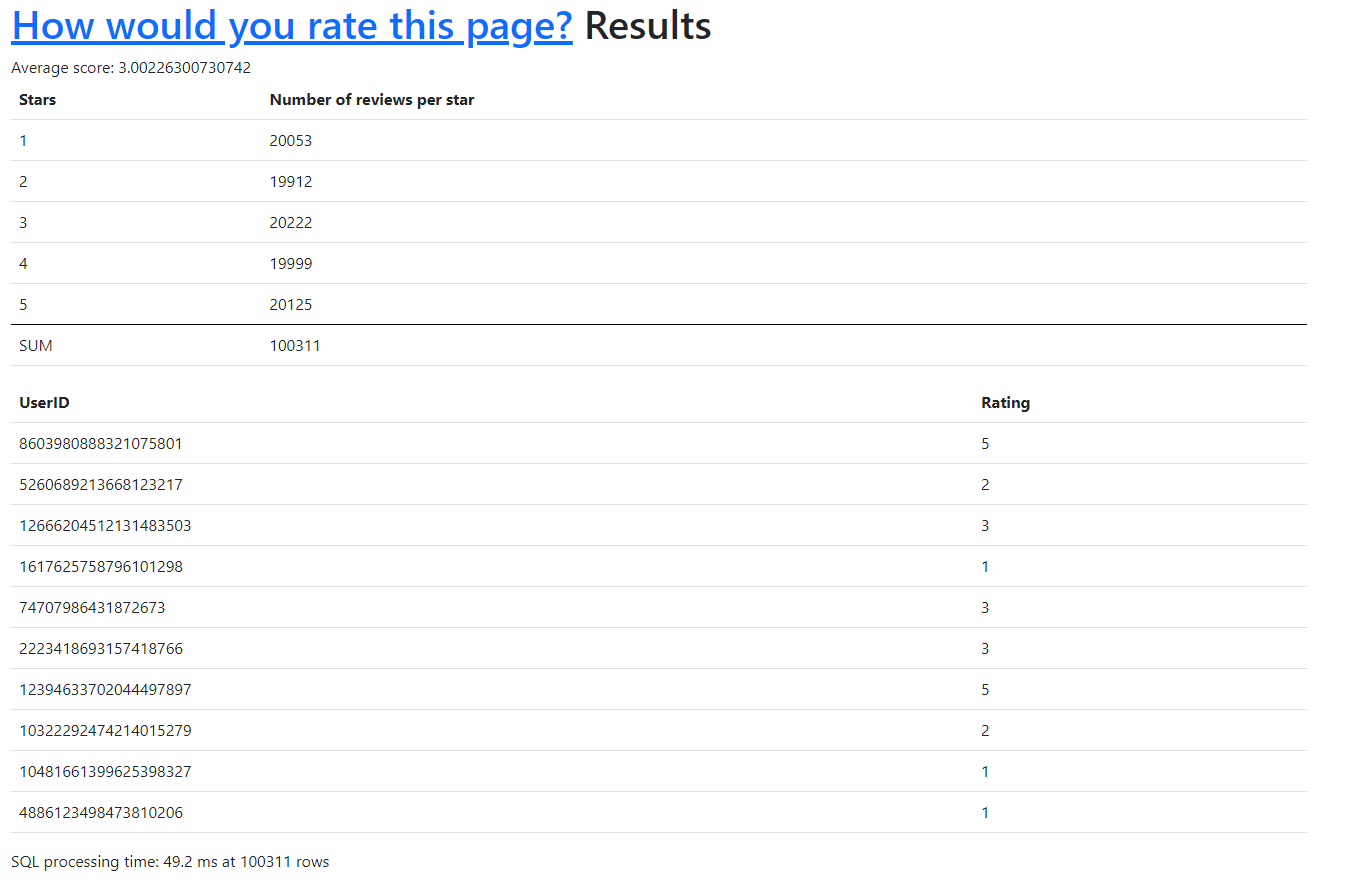 How would you rate this page? Results
Average score: 3.00226300730742
Stars Number of reviews per star
1 20053
2 19912
3 20222
4 19999
5 20125
SUM 100311
UserID Rating
8603980888321075801 5
5260689213668123217 2
12666204512131483503 3
1617625758796101298 1
74707986431872673 3
2223418693157418766 3
12394633702044497897 5
10322292474214015279 2
10481661399625398327 1
4886123498473810206 1
SQL processing time: 49.2 ms at 100311 rows